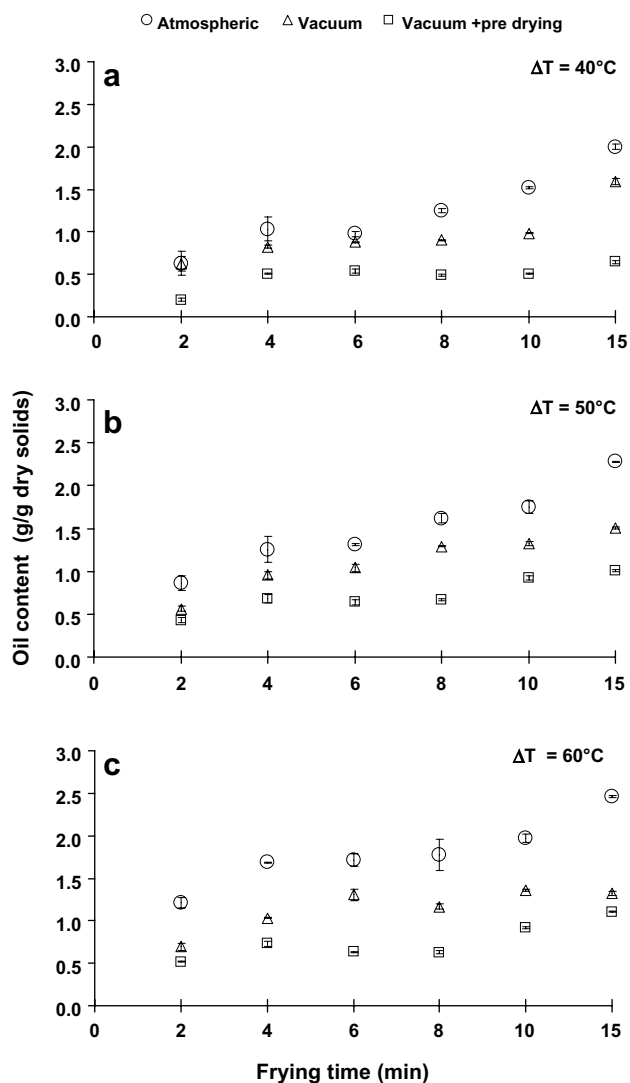 Atmospheric Vacuum Vacuum +pre drying
a
ΔT = 40°C
3.0
2.5
2.0
1.5
1.0
0.5
0.0
0 2 4 6 8 10 15
b
ΔT = 50°C
3.0
2.5
2.0
1.5
1.0
0.5
0.0
0 2 4 6 8 10 15
Oil content (g/g dry solids)
c
ΔT = 60°C
3.0
2.5
2.0
1.5
1.0
0.5
0.0
0 2 4 6 8 10 15
Frying time (min)